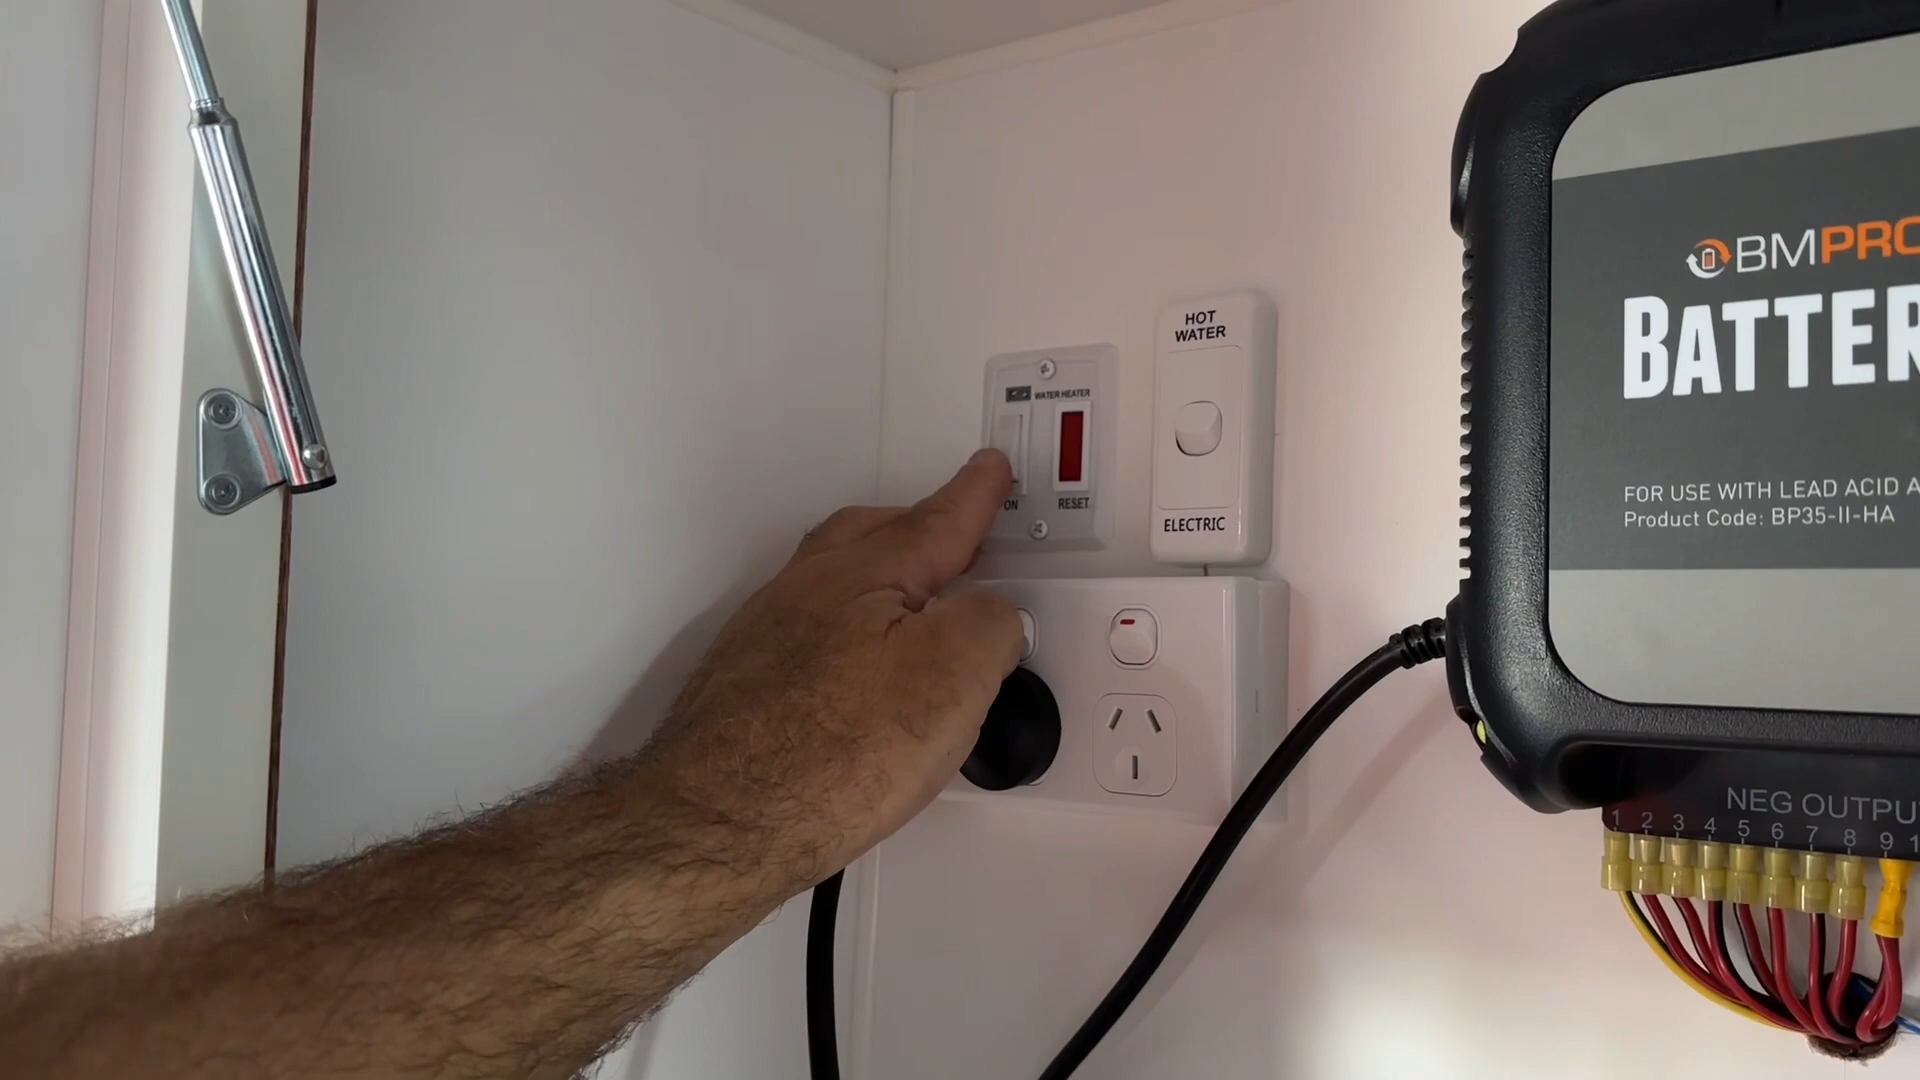 HOT
WATER
WATER HEATER
ON
RESET
ELECTRIC
BMPRO
BATTER
FOR USE WITH LEAD ACID A
Product Code: BP35-II-HA
NEG OUTPU
1 2 3 4 5 6 7 8 9 1